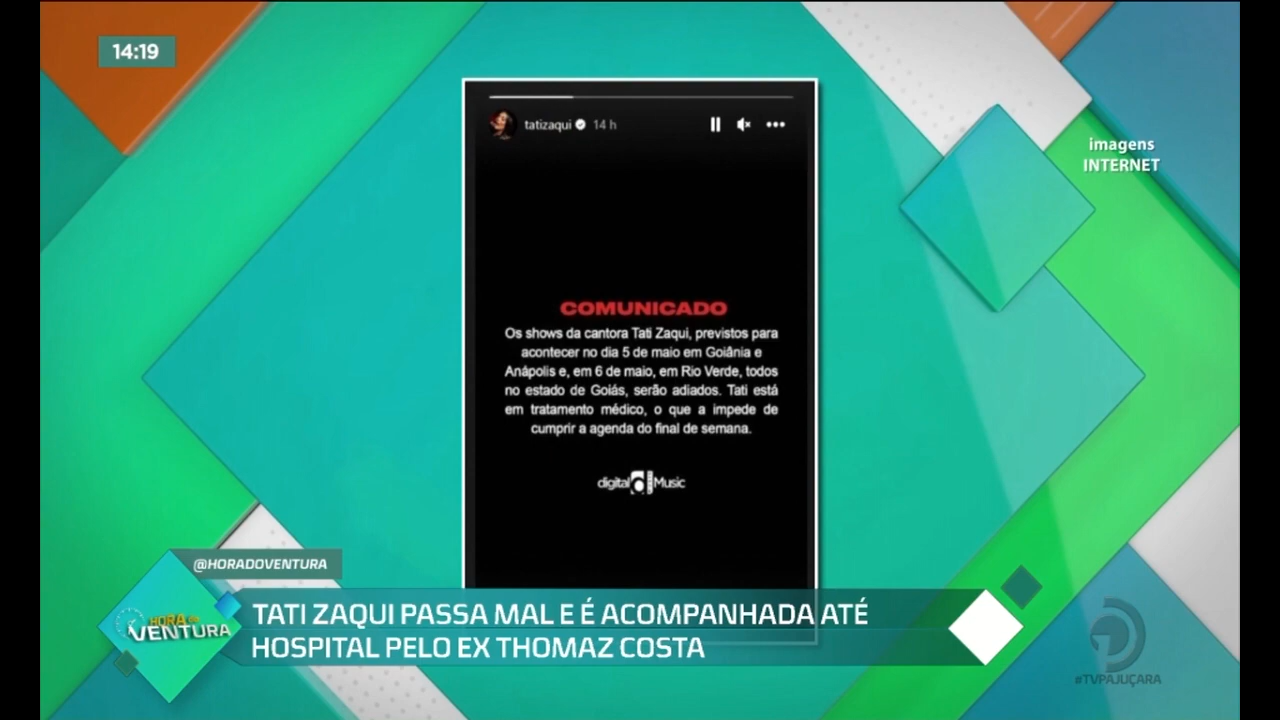 14:19
tatizaqui 14 h
imagens
INTERNET
COMUNICADO
Os shows da cantora Tati Zaqui, previstos para
acontecer no dia 5 de maio em Goiânia e
Anápolis e, em 6 de maio, em Rio Verde, todos
no estado de Goiás, serão adiados. Tati está
em tratamento médico, o que a impede de
cumprir a agenda do final de semana.
digital Music
@HORADOVENTURA
HORA DO
VENTURA
TATI ZAQUI PASSA MAL E É ACOMPANHADA ATÉ
HOSPITAL PELO EX THOMAZ COSTA
#TVPAJUÇARA